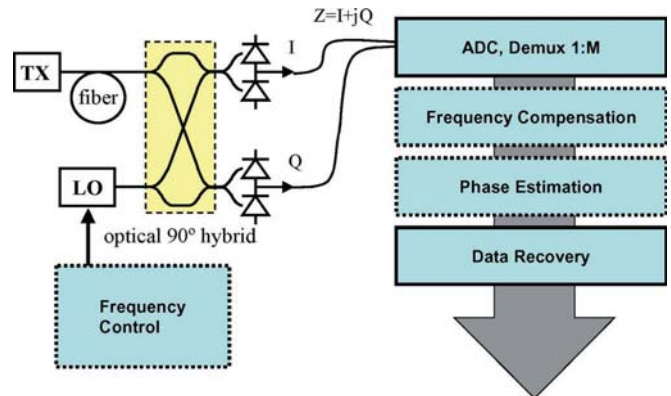 Z=I+jQ
TX
fiber
I
ADC, Demux 1:M
Frequency Compensation
Q
Phase Estimation
LO
optical 90° hybrid
Data Recovery
Frequency
Control